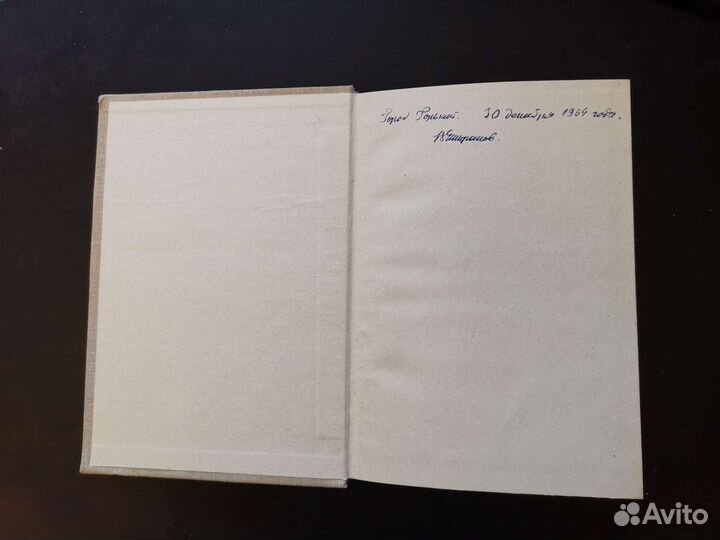 Город Горький. 30 декабря 1964 года.
Avito